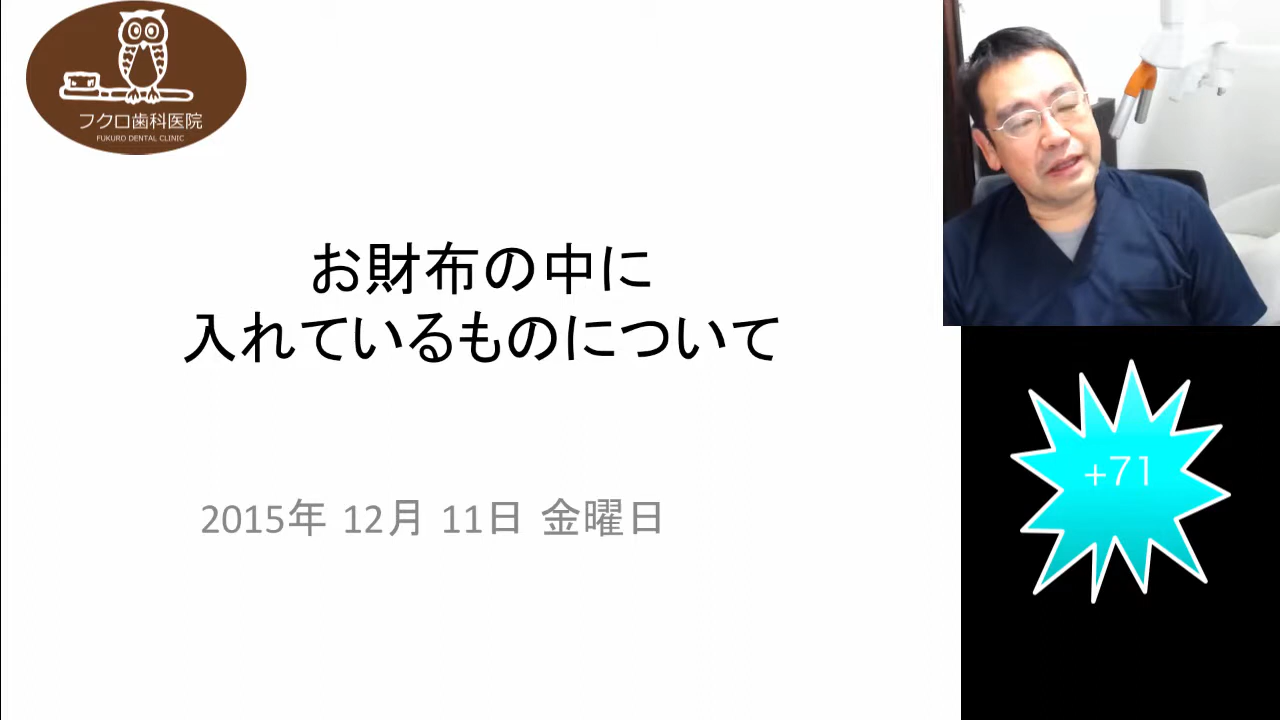 フクロ歯科医院
FUKURO DENTAL CLINIC
お財布の中に
入れているものについて
2015年 12月 11日 金曜日
+71